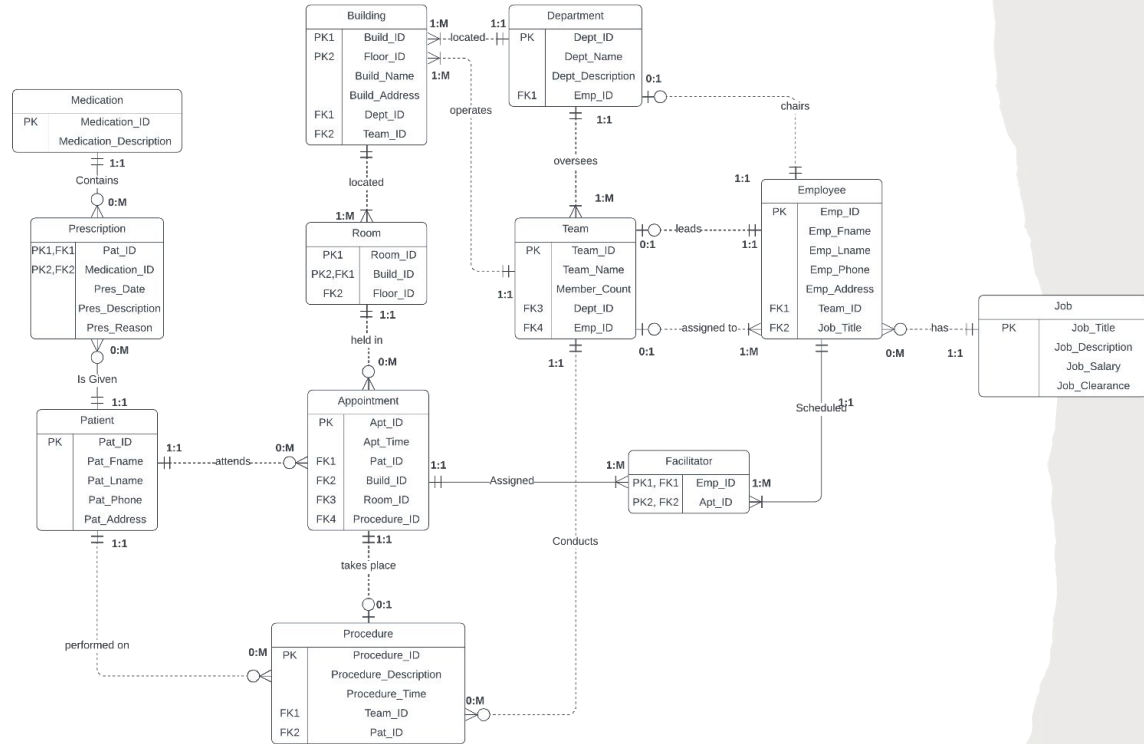 Building
PK1 Build_ID
PK2 Floor_ID
Build_Name
Build_Address
FK1 Dept_ID
FK2 Team_ID
1:M
located
1:1
1:M
operates
Department
PK Dept_ID
Dept_Name
Dept_Description
FK1 Emp_ID
0:1
chairs
1:1
1:1
oversees
1:M
Medication
PK Medication_ID
Medication_Description
1:1
Contains
0:M
Prescription
PK1,FK1 Pat_ID
PK2,FK2 Medication_ID
Pres_Date
Pres_Description
Pres_Reason
0:M
Is Given
1:1
located
1:M
Room
PK1 Room_ID
PK2,FK1 Build_ID
FK2 Floor_ID
1:1
held in
0:M
Team
PK Team_ID
Team_Name
Member_Count
FK3 Dept_ID
FK4 Emp_ID
1:1
0:1
leads
1:1
0:1
assigned to
1:M
1:1
Employee
PK Emp_ID
Emp_Fname
Emp_Lname
Emp_Phone
Emp_Address
FK1 Team_ID
FK2 Job_Title
0:M
has
1:1
Job
PK Job_Title
Job_Description
Job_Salary
Job_Clearance
1:1
Scheduled
Patient
PK Pat_ID
Pat_Fname
Pat_Lname
Pat_Phone
Pat_Address
1:1
attends
0:M
1:1
Appointment
PK Apt_ID
Apt_Time
FK1 Pat_ID
FK2 Build_ID
FK3 Room_ID
FK4 Procedure_ID
1:1
Assigned
1:M
Facilitator
PK1, FK1 Emp_ID
PK2, FK2 Apt_ID
1:M
1:1
takes place
0:1
Conducts
performed on
0:M
Procedure
PK Procedure_ID
Procedure_Description
Procedure_Time
FK1 Team_ID
FK2 Pat_ID
0:M